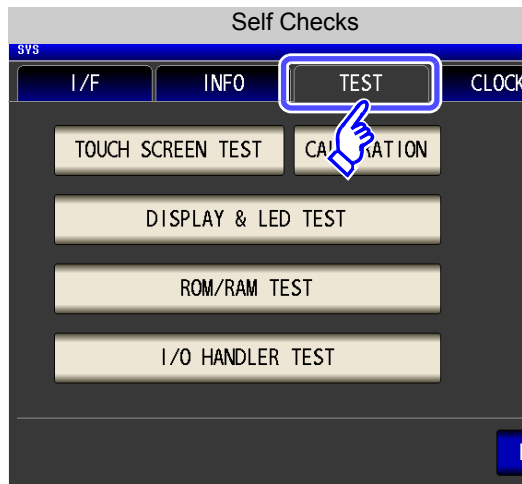 Self Checks
SYS
I/F INFO TEST CLOCK
TOUCH SCREEN TEST
DISPLAY & LED TEST
ROM/RAM TEST
I/O HANDLER TEST